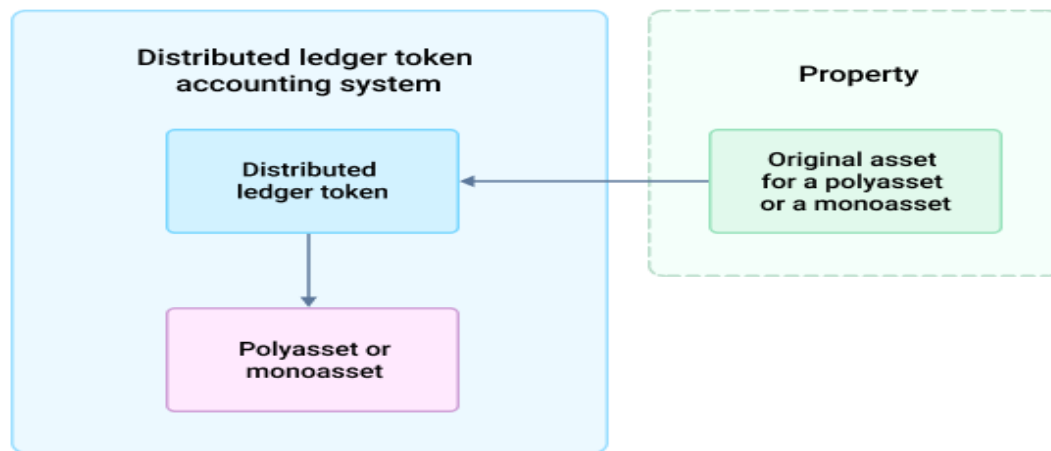 Distributed ledger token
accounting system
Property
Distributed
ledger token
Original asset
for a polyasset
or a monoasset
Polyasset or
monoasset